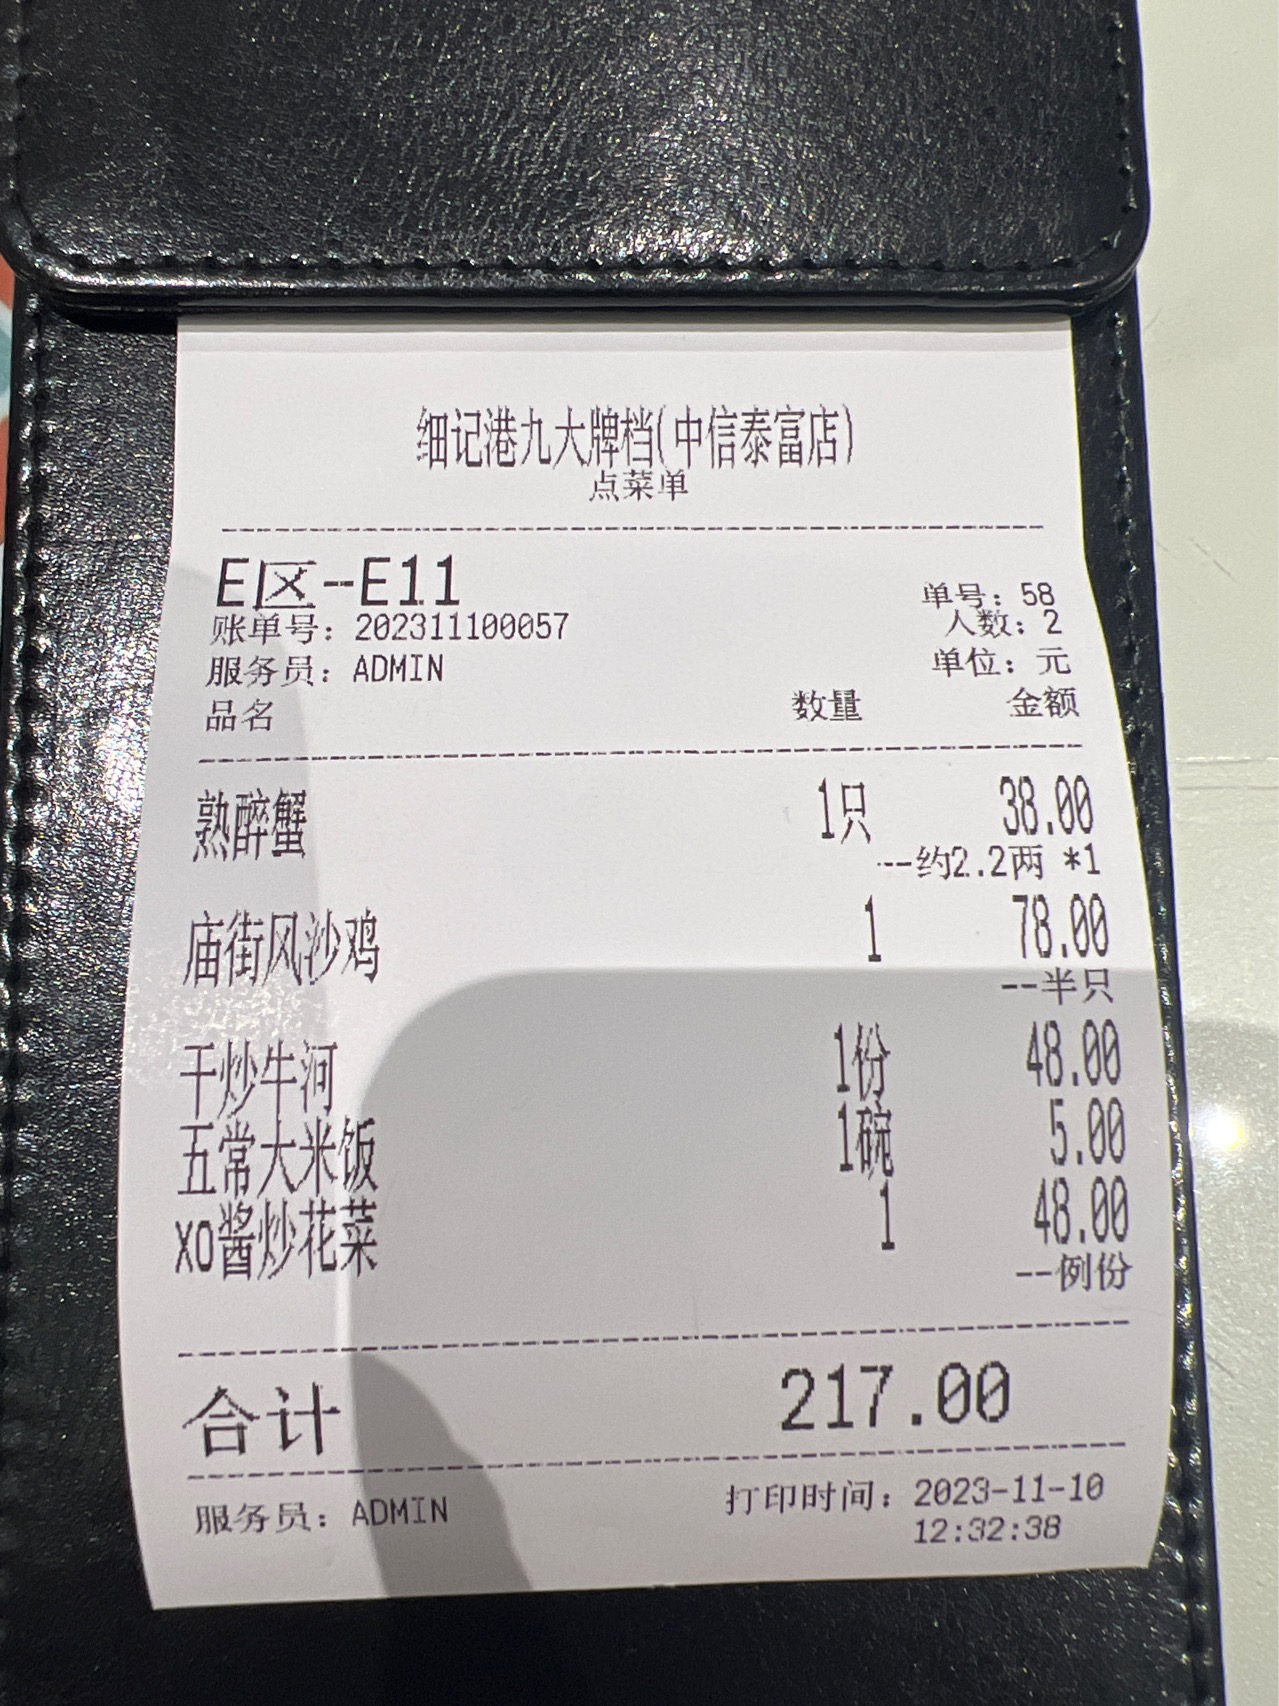 细记港九大牌档(中信泰富店)
点菜单
E区--E11
单号：58
账单号：202311100057
人数：2
服务员：ADMIN
单位：元
品名 数量 金额
熟醉蟹 1只 38.00
--约2.2两 *1
庙街风沙鸡 1 78.00
--半只
干炒牛河 1份 48.00
五常大米饭 1碗 5.00
xo酱炒花菜 1 48.00
--例份
合计 217.00
服务员：ADMIN 打印时间：2023-11-10
12:32:38